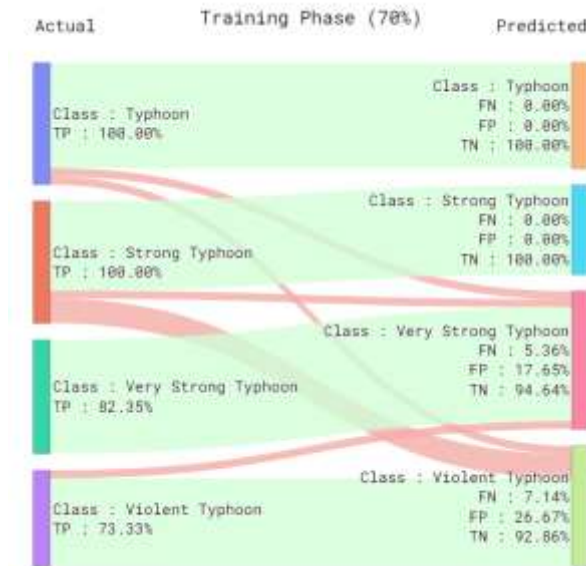 Training Phase (70%)
Actual
Predicted
Class : Typhoon
TP : 100.00%
Class : Typhoon
FN : 0.00%
FP : 0.00%
TN : 100.00%
Class : Strong Typhoon
TP : 100.00%
Class : Strong Typhoon
FN : 0.00%
FP : 0.00%
TN : 100.00%
Class : Very Strong Typhoon
TP : 82.35%
Class : Very Strong Typhoon
FN : 5.36%
FP : 17.65%
TN : 94.64%
Class : Violent Typhoon
TP : 73.33%
Class : Violent Typhoon
FN : 7.14%
FP : 26.67%
TN : 92.86%